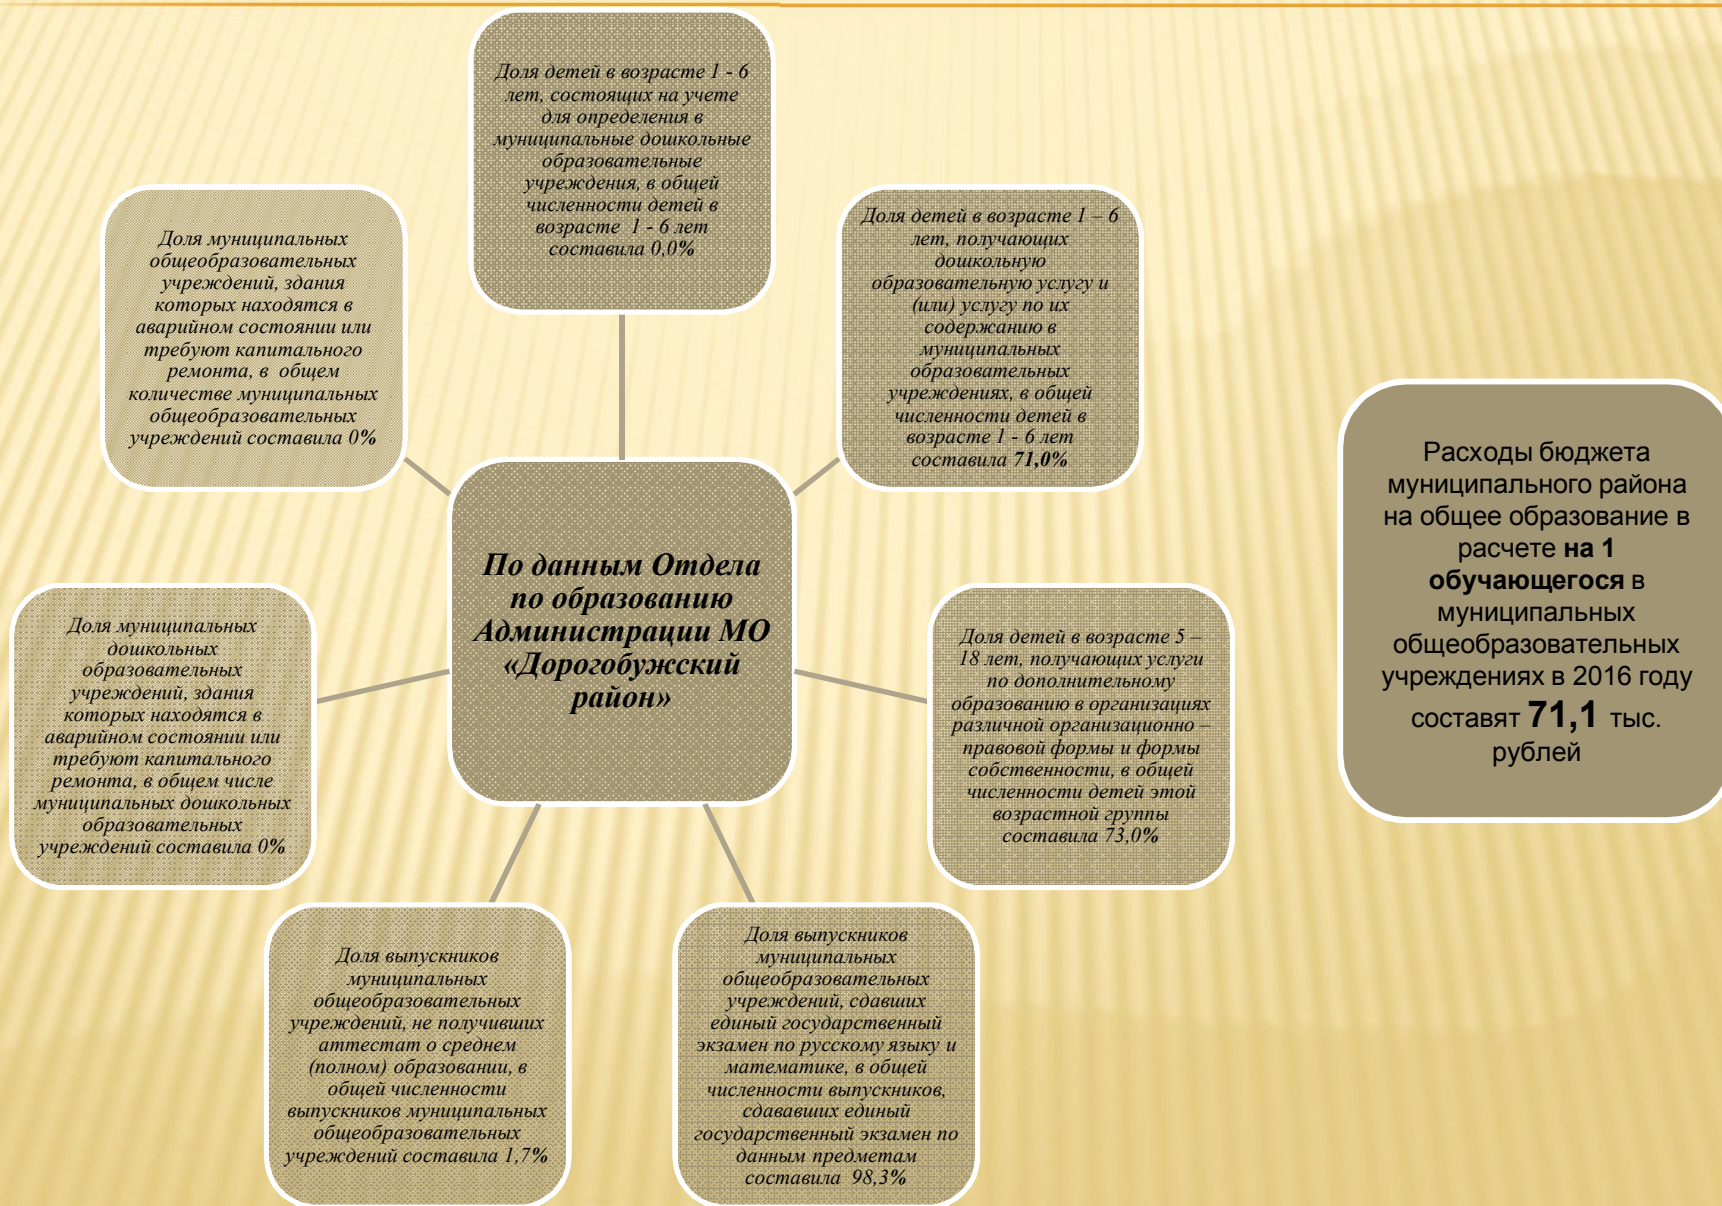 Доля детей в возрасте 1 - 6
лет, состоящих на учете
для определения в
муниципальные дошкольные
образовательные
учреждения, в общей
численности детей в
возрасте 1 - 6 лет
составила 0,0%
Доля детей в возрасте 1 – 6
лет, получающих
дошкольную
образовательную услугу и
(или) услугу по их
содержанию в
муниципальных
образовательных
учреждениях, в общей
численности детей в
возрасте 1 - 6 лет
составила 71,0%
Доля детей в возрасте 5 –
18 лет, получающих услуги
по дополнительному
образованию в организациях
различной организационно –
правовой формы и формы
собственности, в общей
численности детей этой
возрастной группы
составила 73,0%
Доля выпускников
муниципальных
общеобразовательных
учреждений, сдавших
единый государственный
экзамен по русскому языку и
математике, в общей
численности выпускников,
сдававших единый
государственный экзамен по
данным предметам
составила 98,3%
Доля выпускников
муниципальных
общеобразовательных
учреждений, не получивших
аттестат о среднем
(полном) образовании, в
общей численности
выпускников муниципальных
общеобразовательных
учреждений составила 1,7%
Доля муниципальных
дошкольных
образовательных
учреждений, здания
которых находятся в
аварийном состоянии или
требуют капитального
ремонта, в общем числе
муниципальных дошкольных
образовательных
учреждений составила 0%
Доля муниципальных
общеобразовательных
учреждений, здания
которых находятся в
аварийном состоянии или
требуют капитального
ремонта, в общем
количестве муниципальных
общеобразовательных
учреждений составила 0%
По данным Отдела
по образованию
Администрации МО
«Дорогобужский
район»
Расходы бюджета
муниципального района
на общее образование в
расчете на 1
обучающегося в
муниципальных
общеобразовательных
учреждениях в 2016 году
составят 71,1 тыс.
рублей